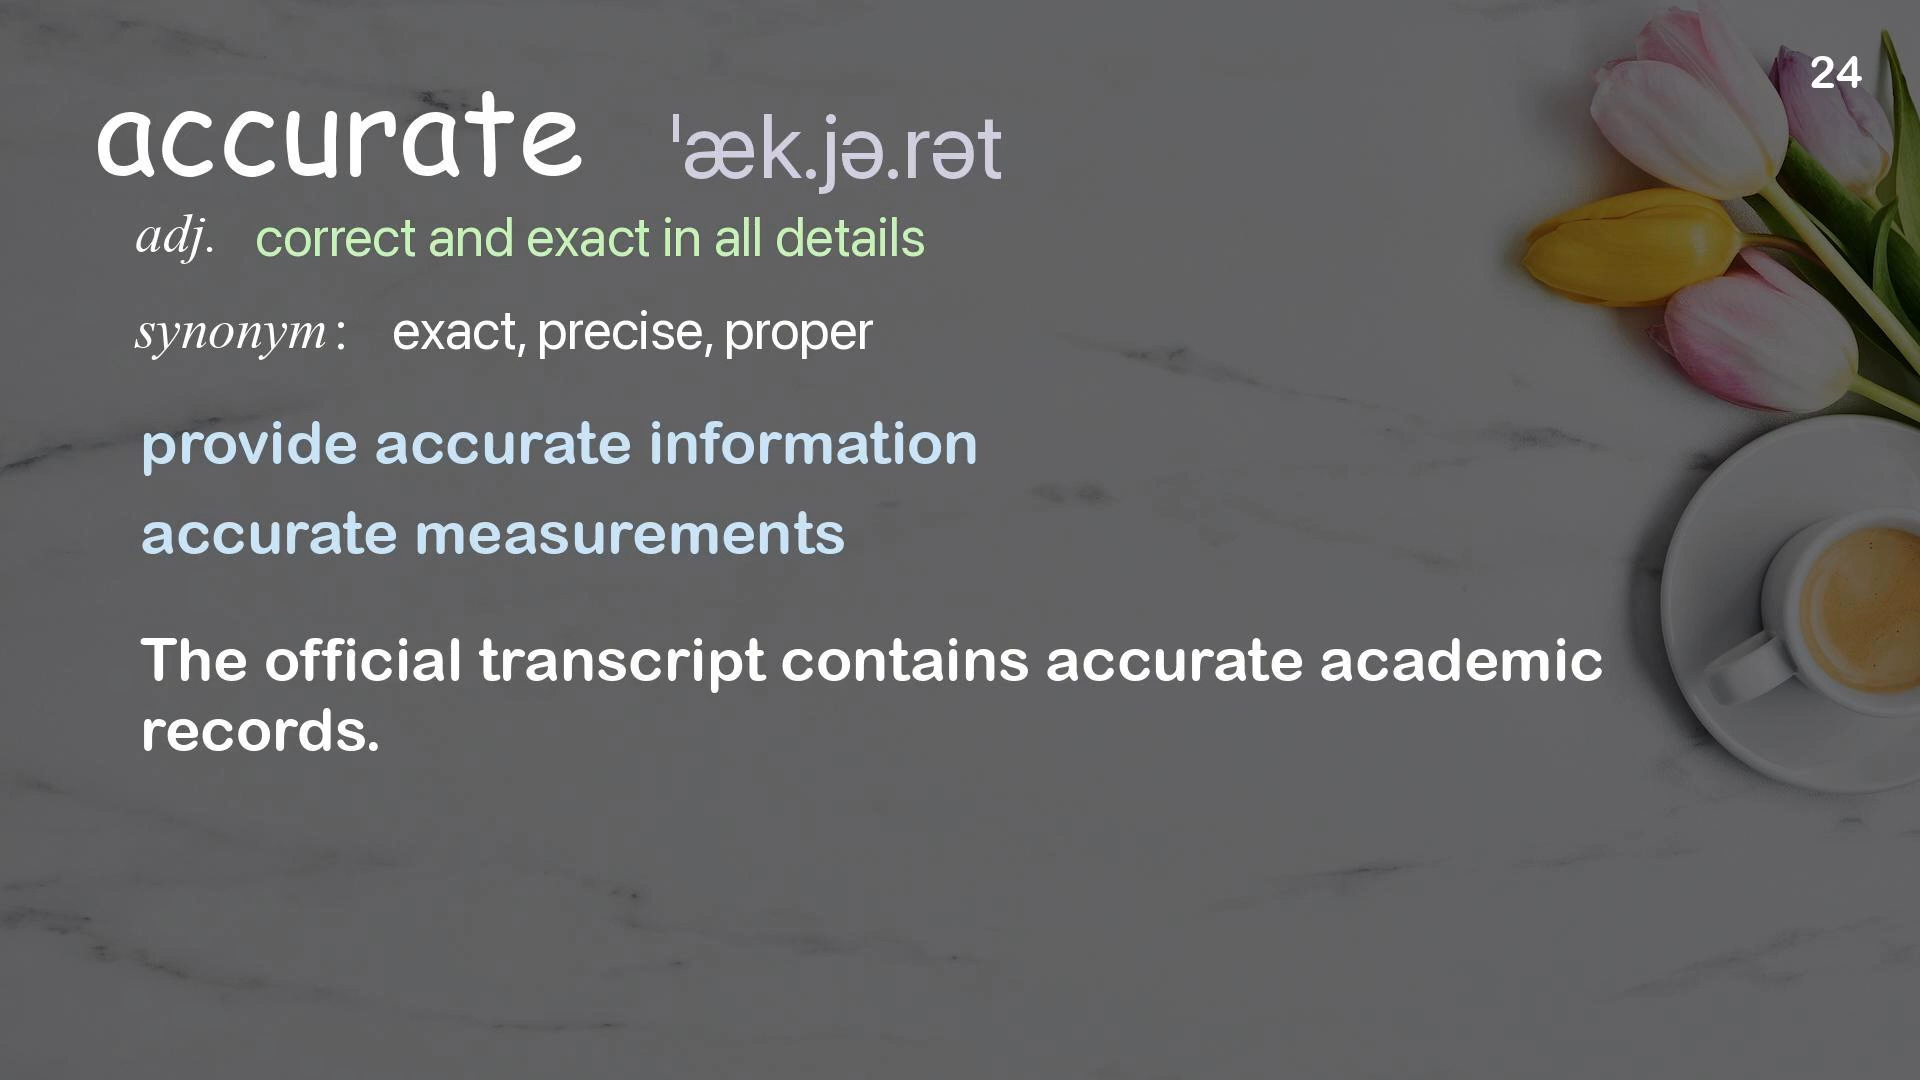 24
accurate ˈæk.jə.rət
adj. correct and exact in all details
synonym: exact, precise, proper
provide accurate information
accurate measurements
The official transcript contains accurate academic
records.